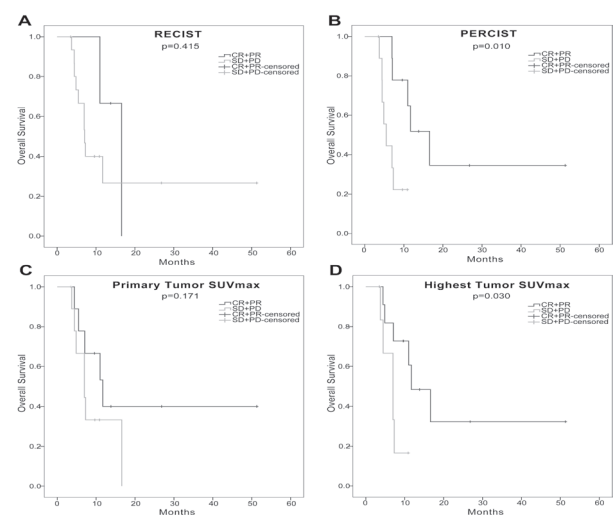 A
RECIST
p=0.415
CR+PR
SD+PD
CR+PR-censored
SD+PD-censored
Overall Survival
1.0
0.8
0.6
0.4
0.2
0.0
0 10 20 30 40 50 60
Months
B
PERCIST
p=0.010
CR+PR
SD+PD
CR+PR-censored
SD+PD-censored
Overall Survival
1.0
0.8
0.6
0.4
0.2
0.0
0 10 20 30 40 50 60
Months
C
Primary Tumor SUVmax
p=0.171
CR+PR
SD+PD
CR+PR-censored
SD+PD-censored
Overall Survival
1.0
0.8
0.6
0.4
0.2
0.0
0 10 20 30 40 50 60
Months
D
Highest Tumor SUVmax
p=0.030
CR+PR
SD+PD
CR+PR-censored
SD+PD-censored
Overall Survival
1.0
0.8
0.6
0.4
0.2
0.0
0 10 20 30 40 50 60
Months